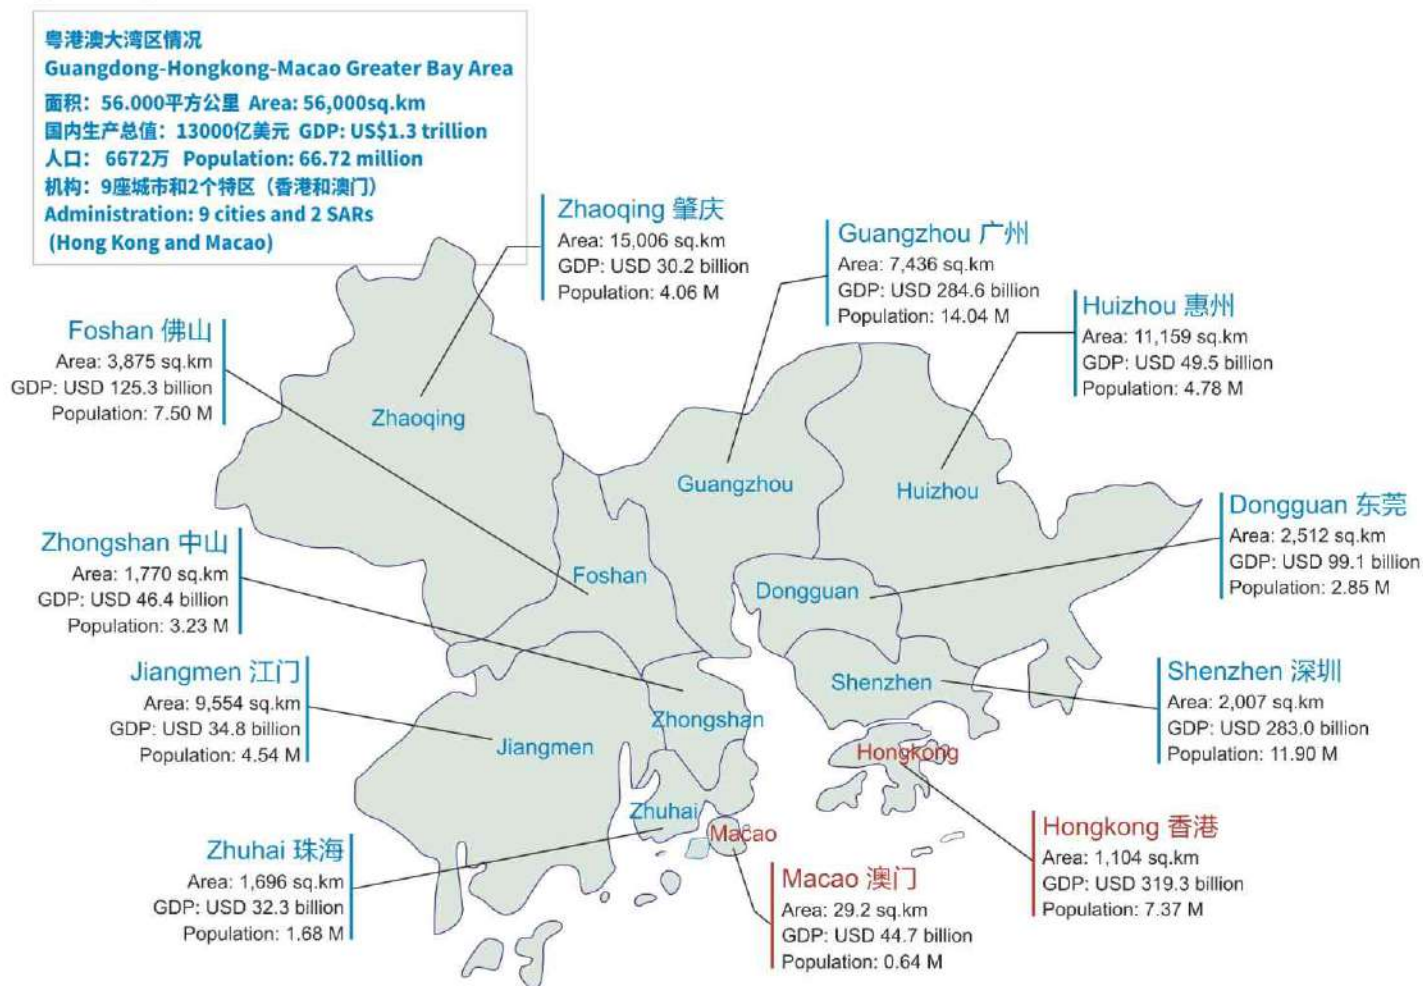 粤港澳大湾区情况
Guangdong-Hongkong-Macao Greater Bay Area
面积：56.000平方公里 Area: 56,000sq.km
国内生产总值：13000亿美元 GDP: US$1.3 trillion
人口： 6672万 Population: 66.72 million
机构：9座城市和2个特区（香港和澳门）
Administration: 9 cities and 2 SARs
(Hong Kong and Macao)
Zhaoqing 肇庆
Area: 15,006 sq.km
GDP: USD 30.2 billion
Population: 4.06 M
Guangzhou 广州
Area: 7,436 sq.km
GDP: USD 284.6 billion
Population: 14.04 M
Huizhou 惠州
Area: 11,159 sq.km
GDP: USD 49.5 billion
Population: 4.78 M
Foshan 佛山
Area: 3,875 sq.km
GDP: USD 125.3 billion
Population: 7.50 M
Zhaoqing
Guangzhou
Huizhou
Dongguan 东莞
Area: 2,512 sq.km
GDP: USD 99.1 billion
Population: 2.85 M
Zhongshan 中山
Area: 1,770 sq.km
GDP: USD 46.4 billion
Population: 3.23 M
Foshan
Dongguan
Jiangmen 江门
Area: 9,554 sq.km
GDP: USD 34.8 billion
Population: 4.54 M
Shenzhen
Shenzhen 深圳
Area: 2,007 sq.km
GDP: USD 283.0 billion
Population: 11.90 M
Zhongshan
Jiangmen
Hongkong
Zhuhai
Macao
Zhuhai 珠海
Area: 1,696 sq.km
GDP: USD 32.3 billion
Population: 1.68 M
Macao 澳门
Area: 29.2 sq.km
GDP: USD 44.7 billion
Population: 0.64 M
Hongkong 香港
Area: 1,104 sq.km
GDP: USD 319.3 billion
Population: 7.37 M